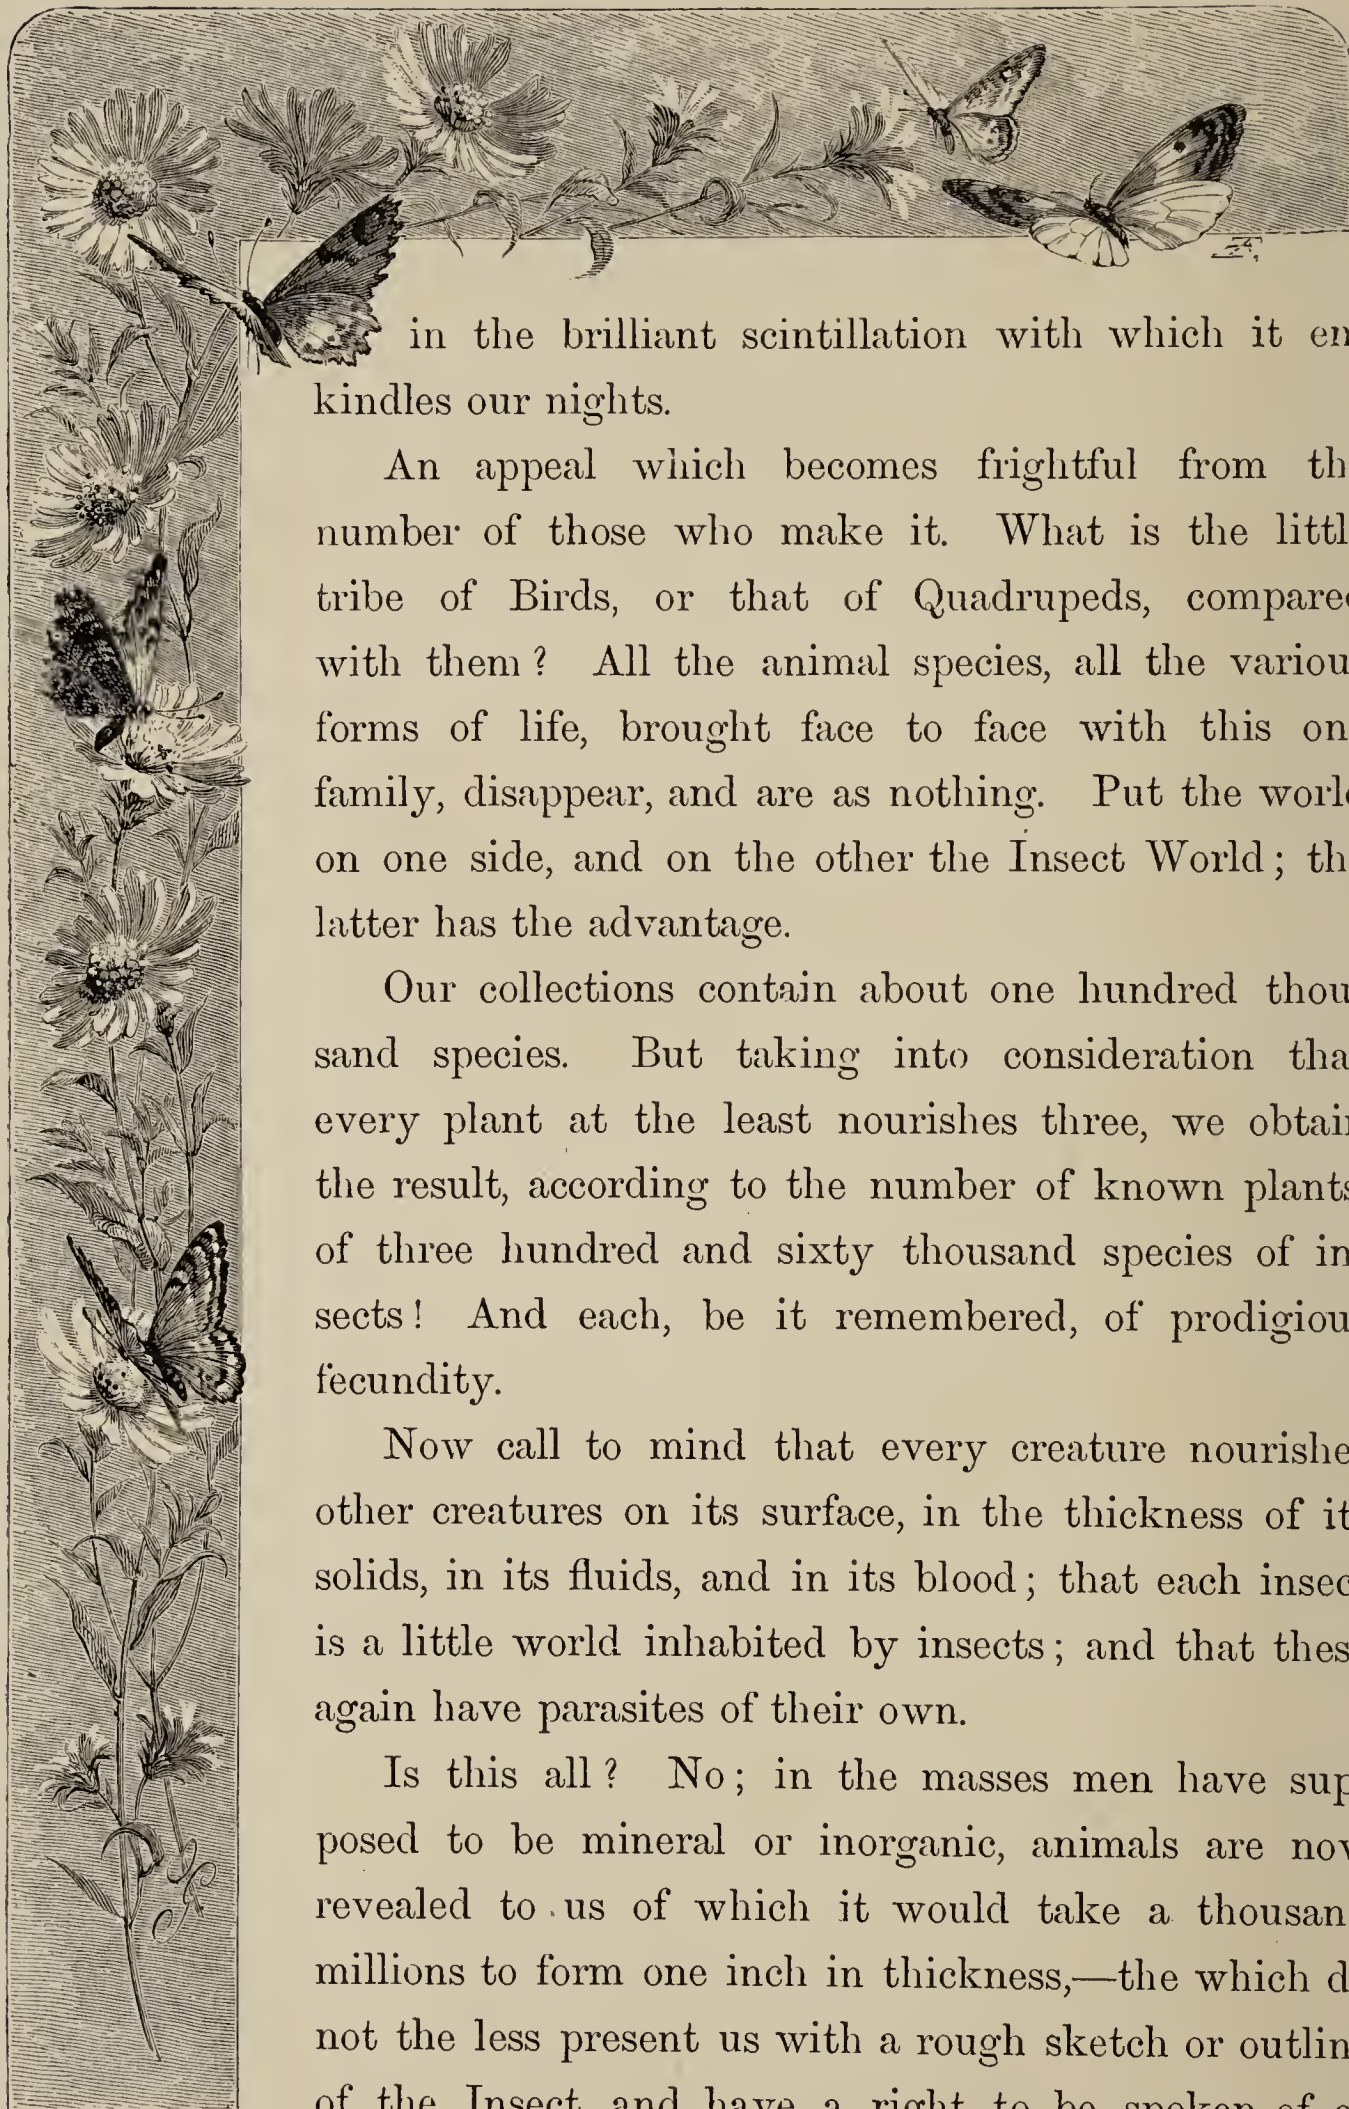 in the brilliant scintillation with which it en
kindles our nights.
An appeal which becomes frightful from th
number of those who make it. What is the littl
tribe of Birds, or that of Quadrupeds, compare
with them ? All the animal species, all the variou
forms of life, brought face to face with this on
family, disappear, and are as nothing. Put the worl
on one side, and on the other the Insect World ; th
latter has the advantage.
Our collections contain about one hundred thou
sand species. But taking into consideration tha
every plant at the least nourishes three, we obtai
the result, according to the number of known plants
of three hundred and sixty thousand species of in
sects ! And each, be it remembered, of prodigiou
fecundity.
Now call to mind that every creature nourishe
other creatures on its surface, in the thickness of it
solids, in its fluids, and in its blood ; that each insec
is a little world inhabited by insects ; and that thes
again have parasites of their own.
Is this all ? No ; in the masses men have sup
posed to be mineral or inorganic, animals are now
revealed to us of which it would take a thousan
millions to form one inch in thickness,—the which d
not the less present us with a rough sketch or outlin
of the Insect, and have a right to be spoken of